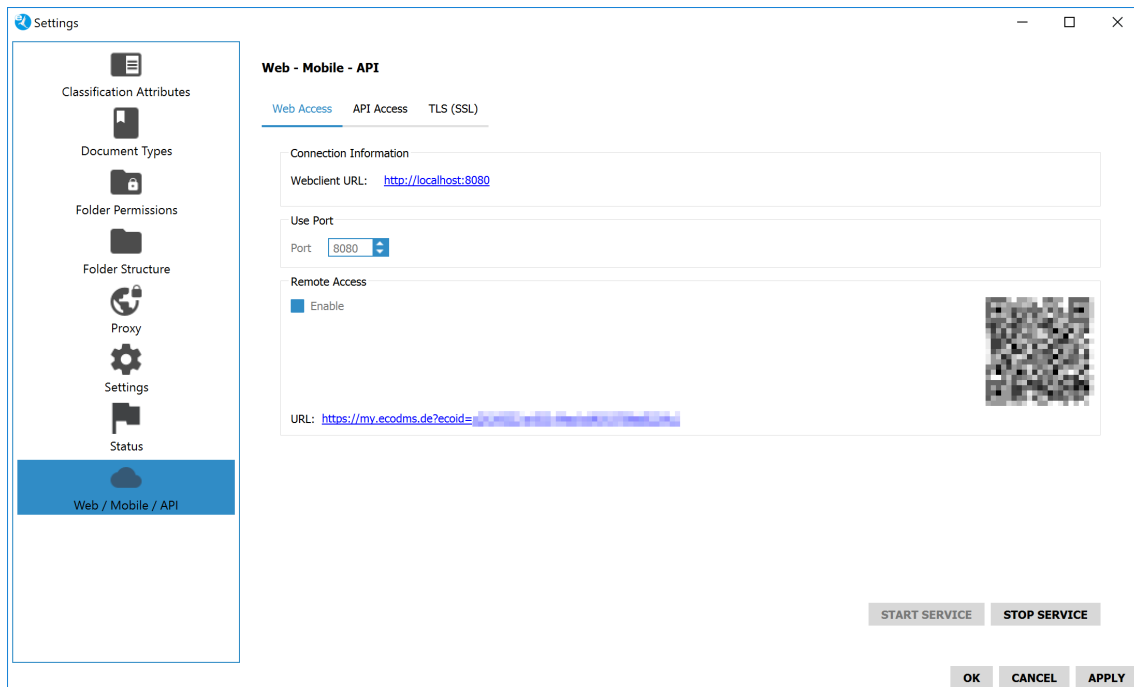 Settings
Classification Attributes
Document Types
Folder Permissions
Folder Structure
Proxy
Settings
Status
Web / Mobile / API
Web - Mobile - API
Web Access API Access TLS (SSL)
Connection Information
Webclient URL: http://localhost:8080
Use Port
Port 8080
Remote Access
Enable
URL: https://my.ecodms.de?ecoid=
START SERVICE STOP SERVICE
OK CANCEL APPLY